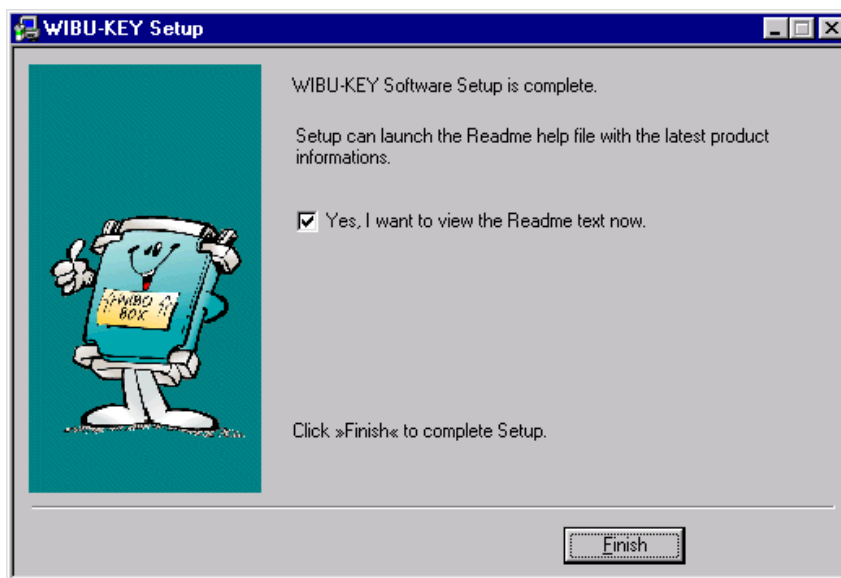 WIBU-KEY Setup
WIBU-KEY Software Setup is complete.
Setup can launch the Readme help file with the latest product
informations.
Yes, I want to view the Readme text now.
WIBU
BOX
Click »Finish« to complete Setup.
Finish